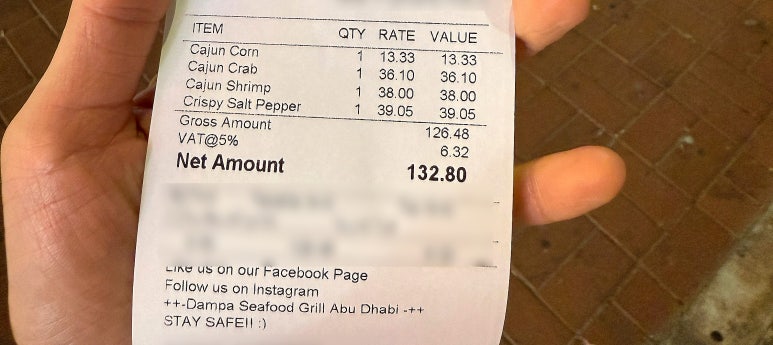 ITEM QTY RATE VALUE
Cajun Corn 1 13.33 13.33
Cajun Crab 1 36.10 36.10
Cajun Shrimp 1 38.00 38.00
Crispy Salt Pepper 1 39.05 39.05
Gross Amount 126.48
VAT@5% 6.32
Net Amount 132.80
Like us on our Facebook Page
Follow us on Instagram
++-Dampa Seafood Grill Abu Dhabi -++
STAY SAFE!! :)